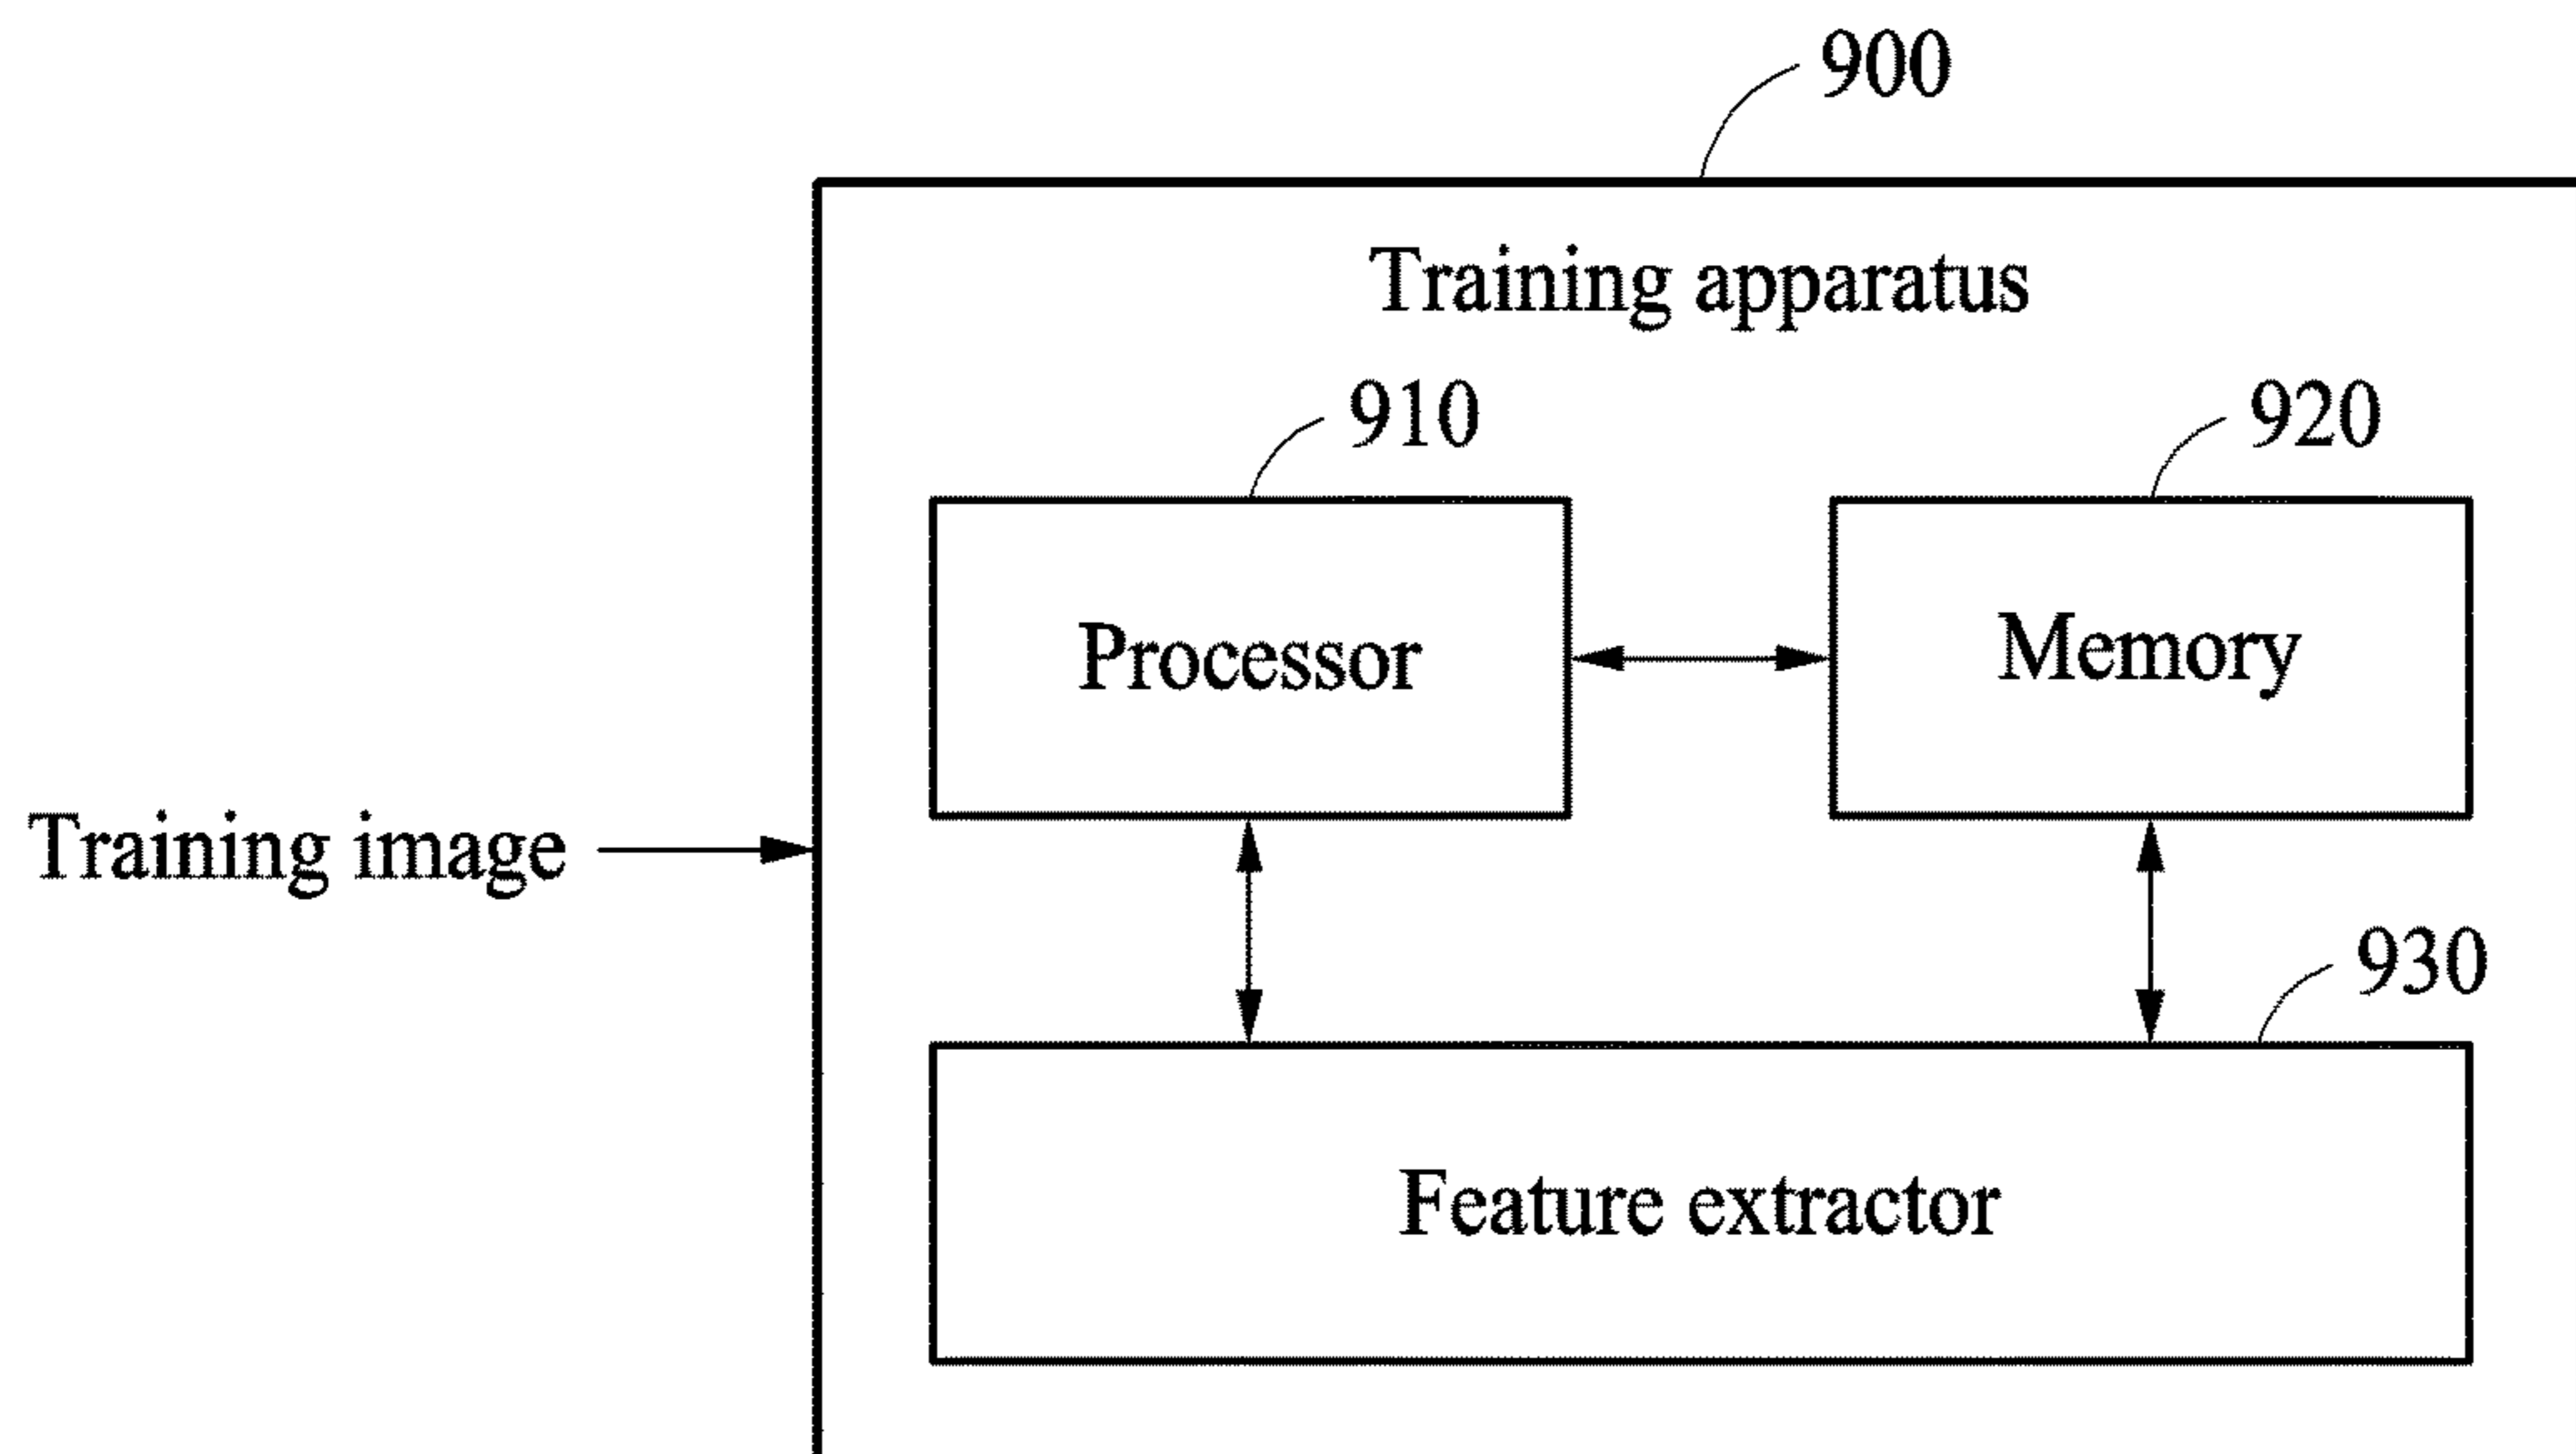 900
Training apparatus
910
920
Processor
Memory
Training image
930
Feature extractor